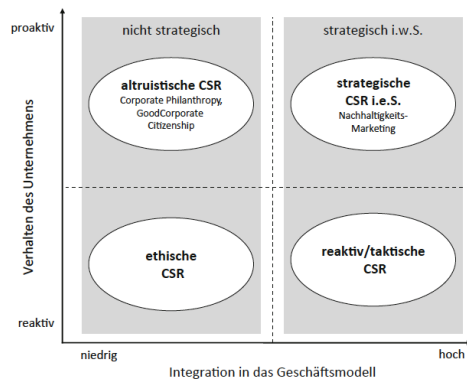 proaktiv
nicht strategisch
strategisch i.w.S.
altruistische CSR
Corporate Philanthropy,
GoodCorporate
Citizenship
strategische
CSR i.e.S.
Nachhaltigkeits-
Marketing
Verhalten des Unternehmens
ethische
CSR
reaktiv/taktische
CSR
reaktiv
niedrig
hoch
Integration in das Geschäftsmodell